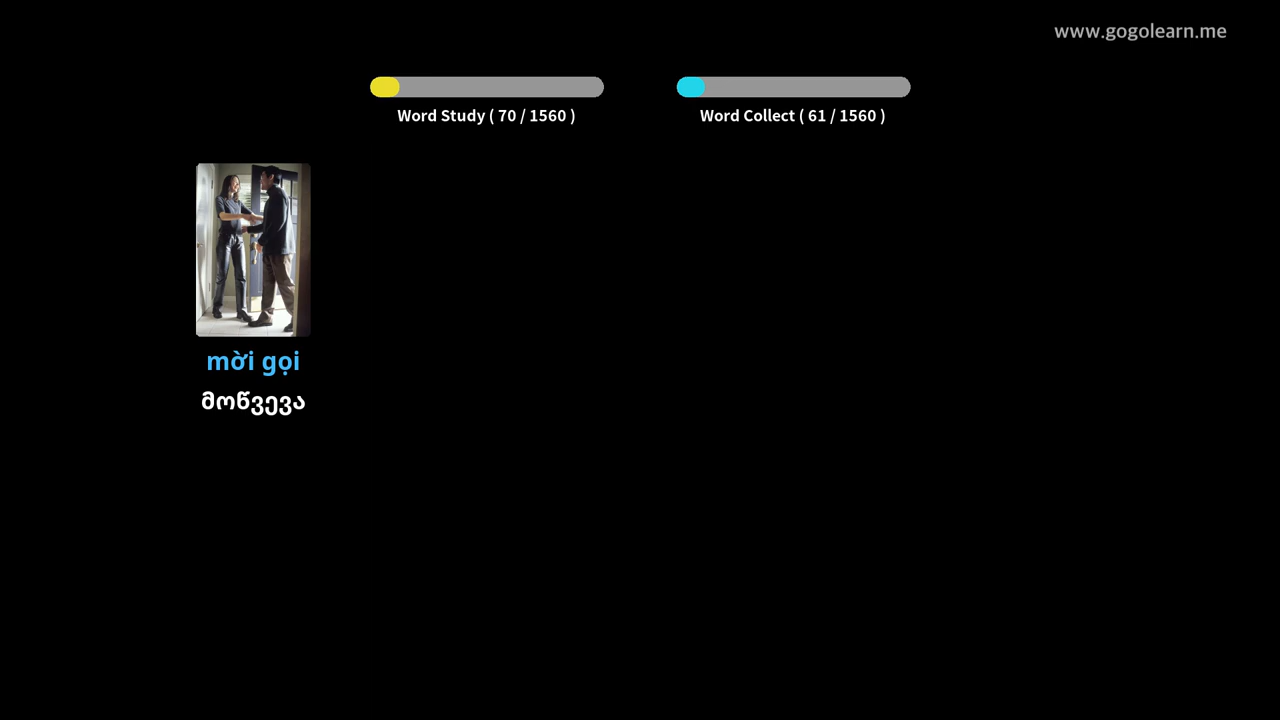 www.gogolearn.me
Word Study ( 70 / 1560 )
Word Collect ( 61 / 1560 )
mời gọi
მოწვევა